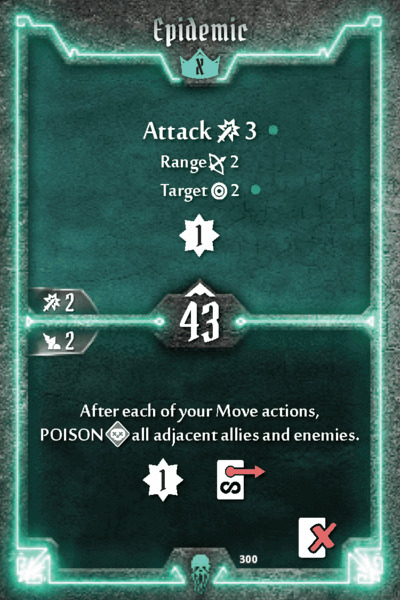 Epidemic
X
Attack 3
Range 2
Target 2
1
2
43
2
After each of your Move actions,
POISON all adjacent allies and enemies.
1
300